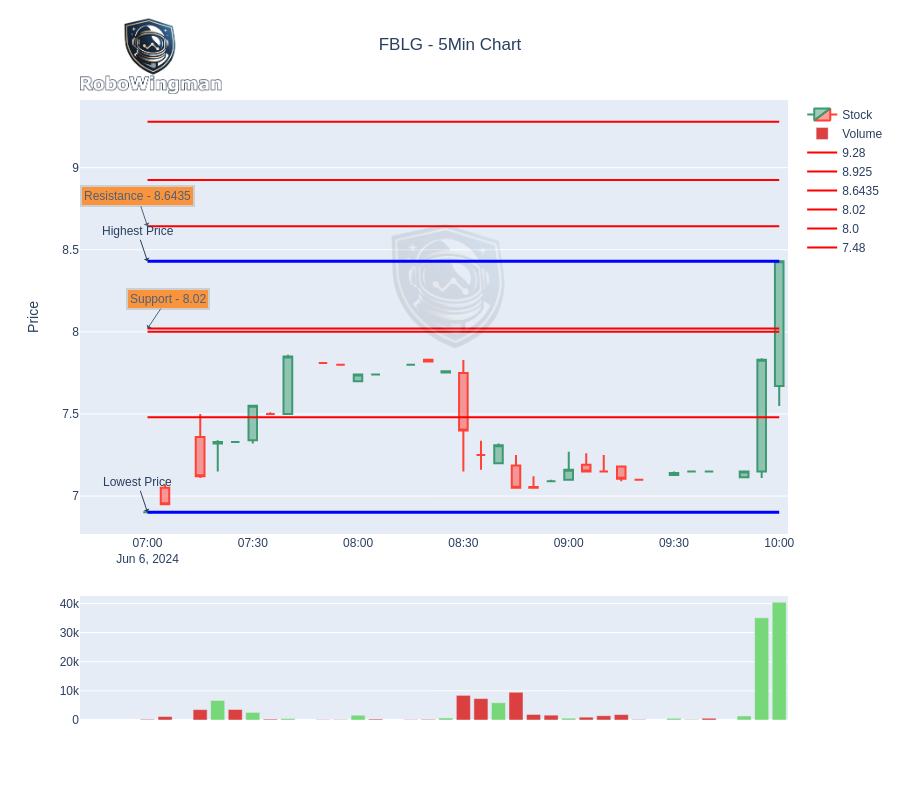 FBLG - 5Min Chart
RoboWingman
Stock
Volume
9.28
8.925
8.6435
8.02
8.0
7.48
Price
9
8.5
8
7.5
7
Resistance - 8.6435
Highest Price
Support - 8.02
Lowest Price
07:00
07:30
08:00
08:30
09:00
09:30
10:00
Jun 6, 2024
40k
30k
20k
10k
0